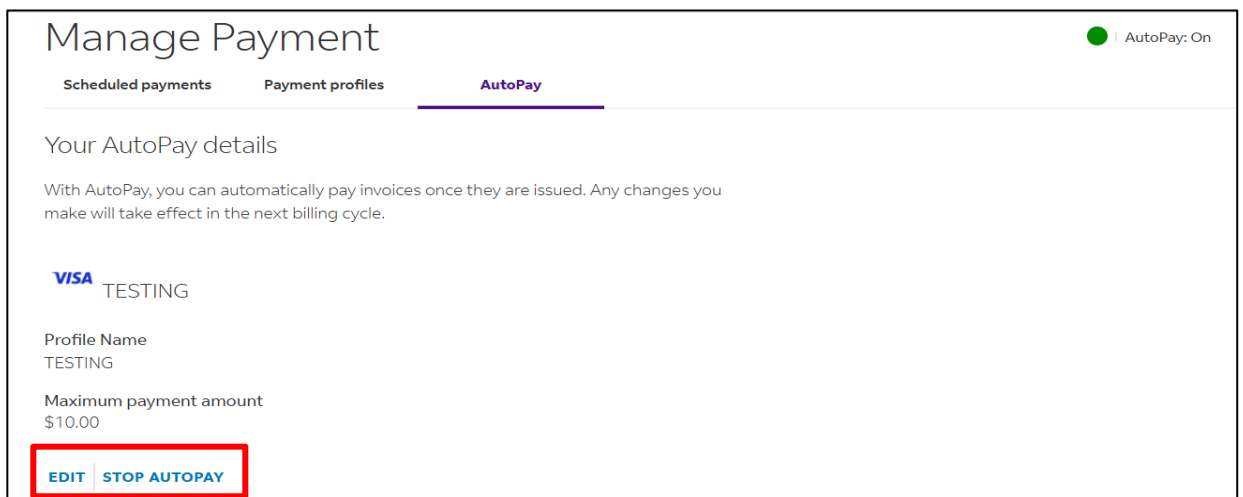 Manage Payment
AutoPay: On
Scheduled payments Payment profiles AutoPay
Your AutoPay details
With AutoPay, you can automatically pay invoices once they are issued. Any changes you
make will take effect in the next billing cycle.
VISA TESTING
Profile Name
TESTING
Maximum payment amount
$10.00
EDIT STOP AUTOPAY